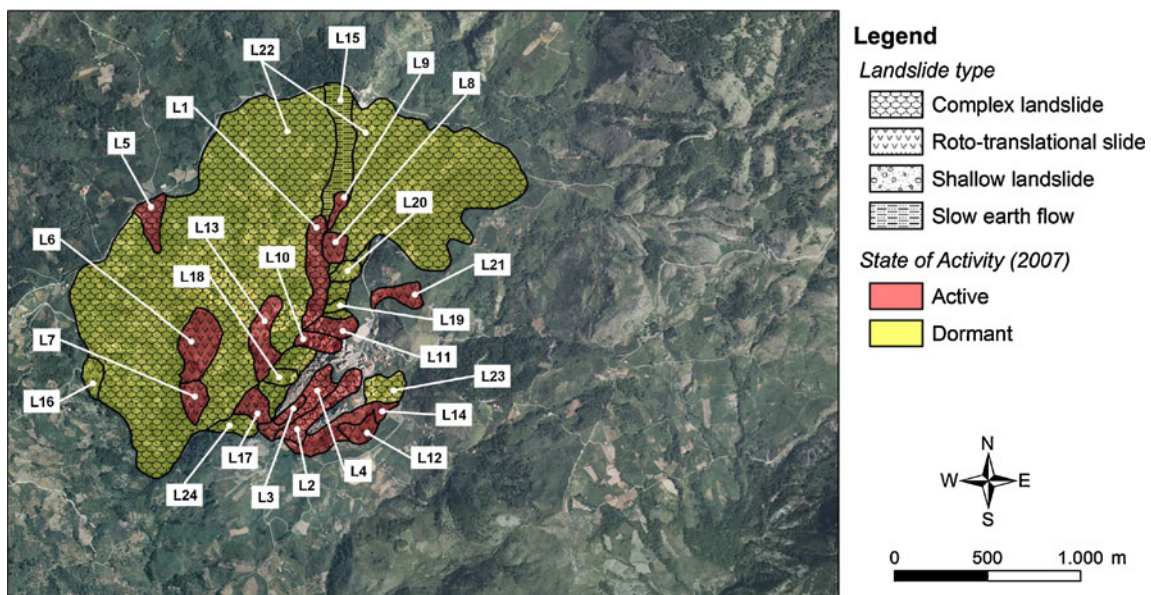 L22
L15
L9
L8
L1
L5
L20
L13
L6
L10
L18
L21
L19
L7
L11
L23
L16
L14
L17
L12
L4
L2
L3
L24
Legend
Landslide type
Complex landslide
Roto-translational slide
Shallow landslide
Slow earth flow
State of Activity (2007)
Active
Dormant
N
W E
S
0 500 1.000 m